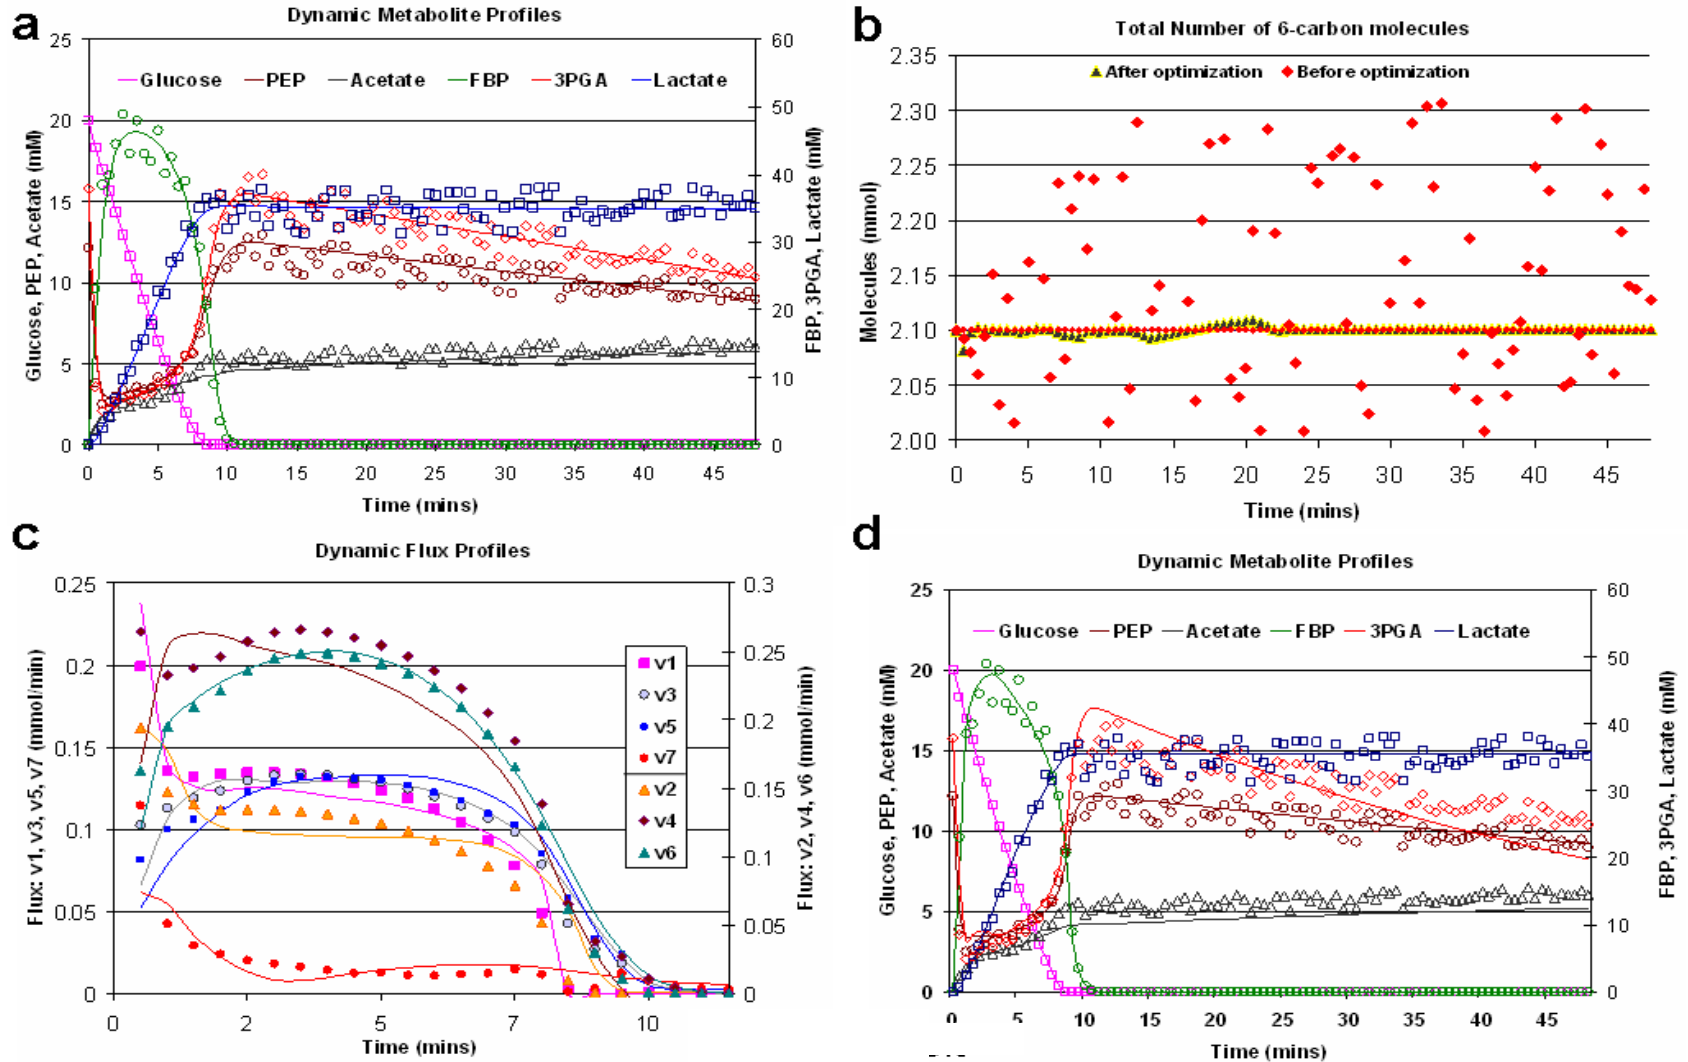 a
Dynamic Metabolite Profiles
Glucose PEP Acetate FBP 3PGA Lactate
Glucose, PEP, Acetate (mM)
25
20
15
10
5
0
FBP, 3PGA, Lactate (mM)
60
50
40
30
20
10
0
0 5 10 15 20 25 30 35 40 45
Time (mins)
b
Total Number of 6-carbon molecules
After optimization Before optimization
Molecules (mmol)
2.35
2.30
2.25
2.20
2.15
2.10
2.05
2.00
0 5 10 15 20 25 30 35 40 45
Time (mins)
c
Dynamic Flux Profiles
Flux: v1, v3, v5, v7 (mmol/min)
0.25
0.2
0.15
0.1
0.05
0
v1
v3
v5
v7
v2
v4
v6
Flux: v2, v4, v6 (mmol/min)
0.3
0.25
0.2
0.15
0.1
0.05
0
0 2 5 7 10
Time (mins)
d
Dynamic Metabolite Profiles
Glucose PEP Acetate FBP 3PGA Lactate
Glucose, PEP, Acetate (mM)
25
20
15
10
5
0
FBP, 3PGA, Lactate (mM)
60
50
40
30
20
10
0
0 5 10 15 20 25 30 35 40 45
Time (mins)